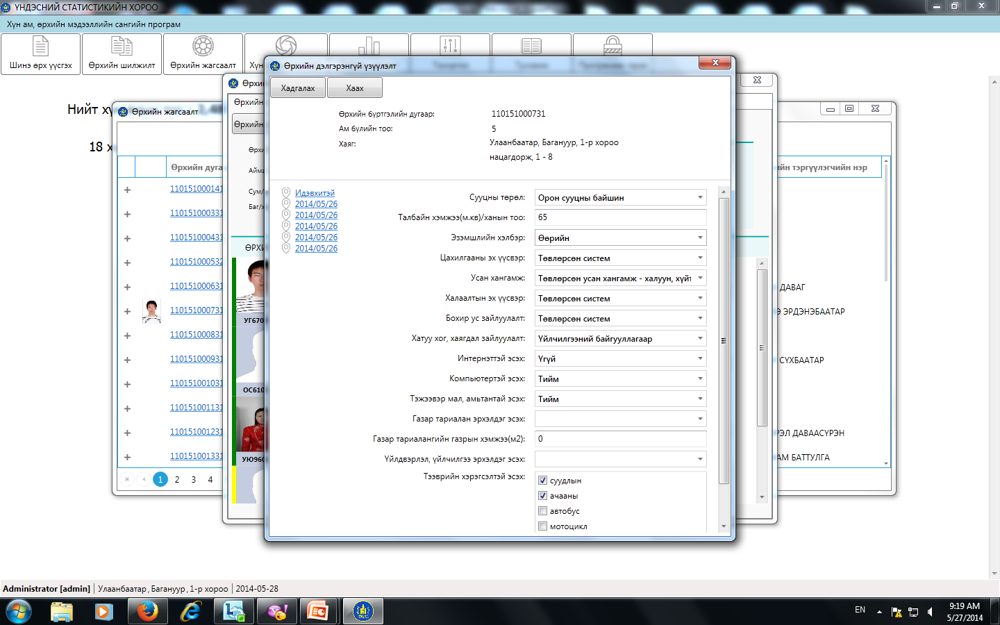 ҮНДЭСНИЙ СТАТИСТИКИЙН ХОРОО
Хүн ам, өрхийн мэдээллийн сангийн програм
Шинэ өрх үүсгэх
Өрхийн шилжилт
Өрхийн жагсаалт
Хүн
Нийт х
18 х
Өрхийн жагсаалт
Өрхийн дуга
ийн тэргүүлэгчийн нэр
110151000141
110151000331
110151000431
110151000532
110151000631
ДАВАГ
110151000731
ЭРДЭНЭБААТАР
110151000831
110151000931
СҮХБААТАР
110151001031
110151001131
110151001231
РЭЛ ДАВААСҮРЭН
110151001331
АМ БАТТУЛГА
1 2 3 4
Өрхи
Өрхийн
Өрхийн
Өрхи
Айма
Сум/
Баг/х
ӨРХИ
УГ670
ОС610
УЮ960
Өрхийн дэлгэрэнгүй үзүүлэлт
Хадгалах
Хаах
Өрхийн бүртгэлийн дугаар: 110151000731
Ам бүлийн тоо: 5
Хаяг: Улаанбаатар, Багануур, 1-р хороо
нацагдорж, 1 - 8
Идэвхитэй
2014/05/26
2014/05/26
2014/05/26
2014/05/26
2014/05/26
Сууцны төрөл: Орон сууцны байшин
Талбайн хэмжээ(м.кв)/ханын тоо: 65
Эзэмшлийн хэлбэр: Өөрийн
Цахилгааны эх үүсвэр: Төвлөрсөн систем
Усан хангамж: Төвлөрсөн усан хангамж - халуун, хүйт
Халаалтын эх үүсвэр: Төвлөрсөн систем
Бохир ус зайлуулалт: Төвлөрсөн систем
Хатуу хог, хаягдал зайлуулалт: Үйлчилгээний байгууллагаар
Интернэттэй эсэх: Үгүй
Компьютертэй эсэх: Тийм
Тэжээвэр мал, амьтантай эсэх: Тийм
Газар тариалан эрхэлдэг эсэх:
Газар тариалангийн газрын хэмжээ(м2): 0
Үйлдвэрлэл, үйлчилгээ эрхэлдэг эсэх:
Тээврийн хэрэгсэлтэй эсэх: суудлын
ачааны
автобус
мотоцикл
Administrator [admin] Улаанбаатар, Багануур, 1-р хороо 2014-05-28
EN
9:19 AM
5/27/2014